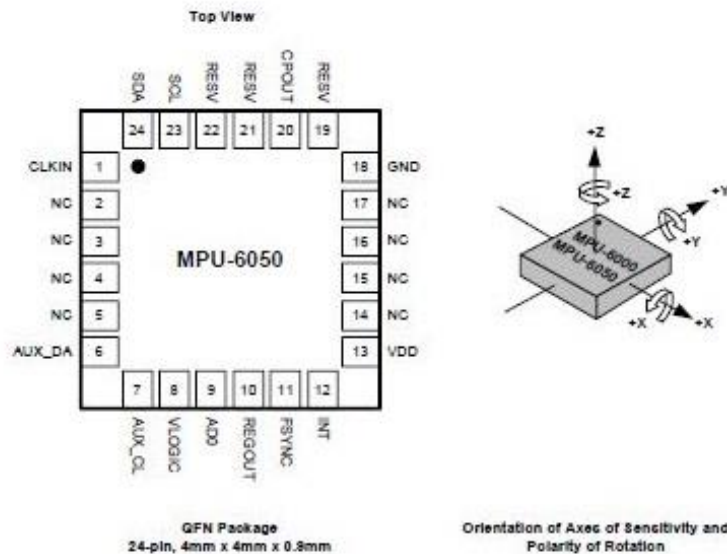 Top View
SDA
SCL
RESV
RESV
CPOUT
RESV
24
23
22
21
20
19
CLKIN 1
NC 2
NC 3
NC 4
NC 5
AUX_DA 6
18 GND
17 NC
16 NC
15 NC
14 NC
13 VDD
MPU-6050
7
8
9
10
11
12
AUX_CL
VLOGIC
AD0
REGOUT
FSYNC
INT
QFN Package
24-pin, 4mm x 4mm x 0.9mm
+Z
+Z
+Y
+Y
MPU-6000
MPU-6050
+X
+X
Orientation of Axes of Sensitivity and
Polarity of Rotation